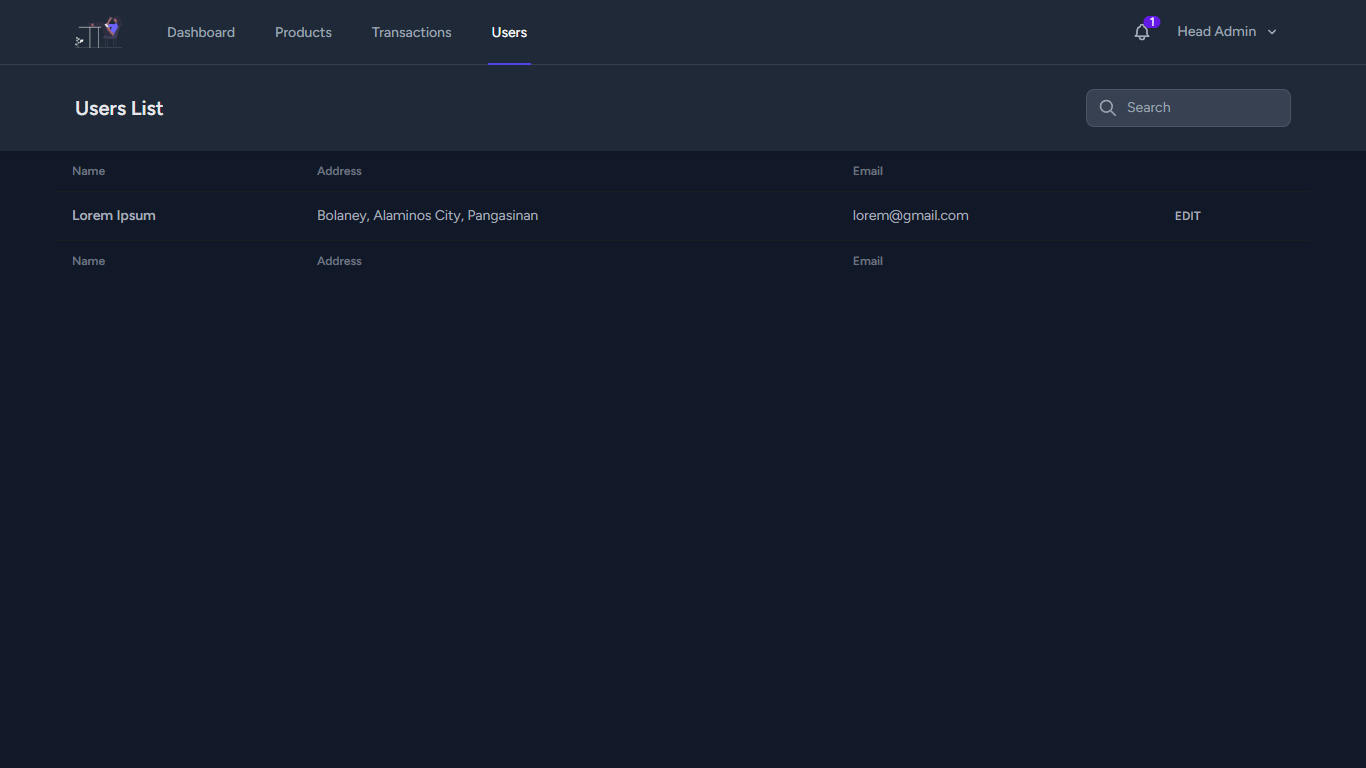 Dashboard Products Transactions Users 1 Head Admin
Users List Search
Name Address Email
Lorem Ipsum Bolaney, Alaminos City, Pangasinan lorem@gmail.com EDIT
Name Address Email